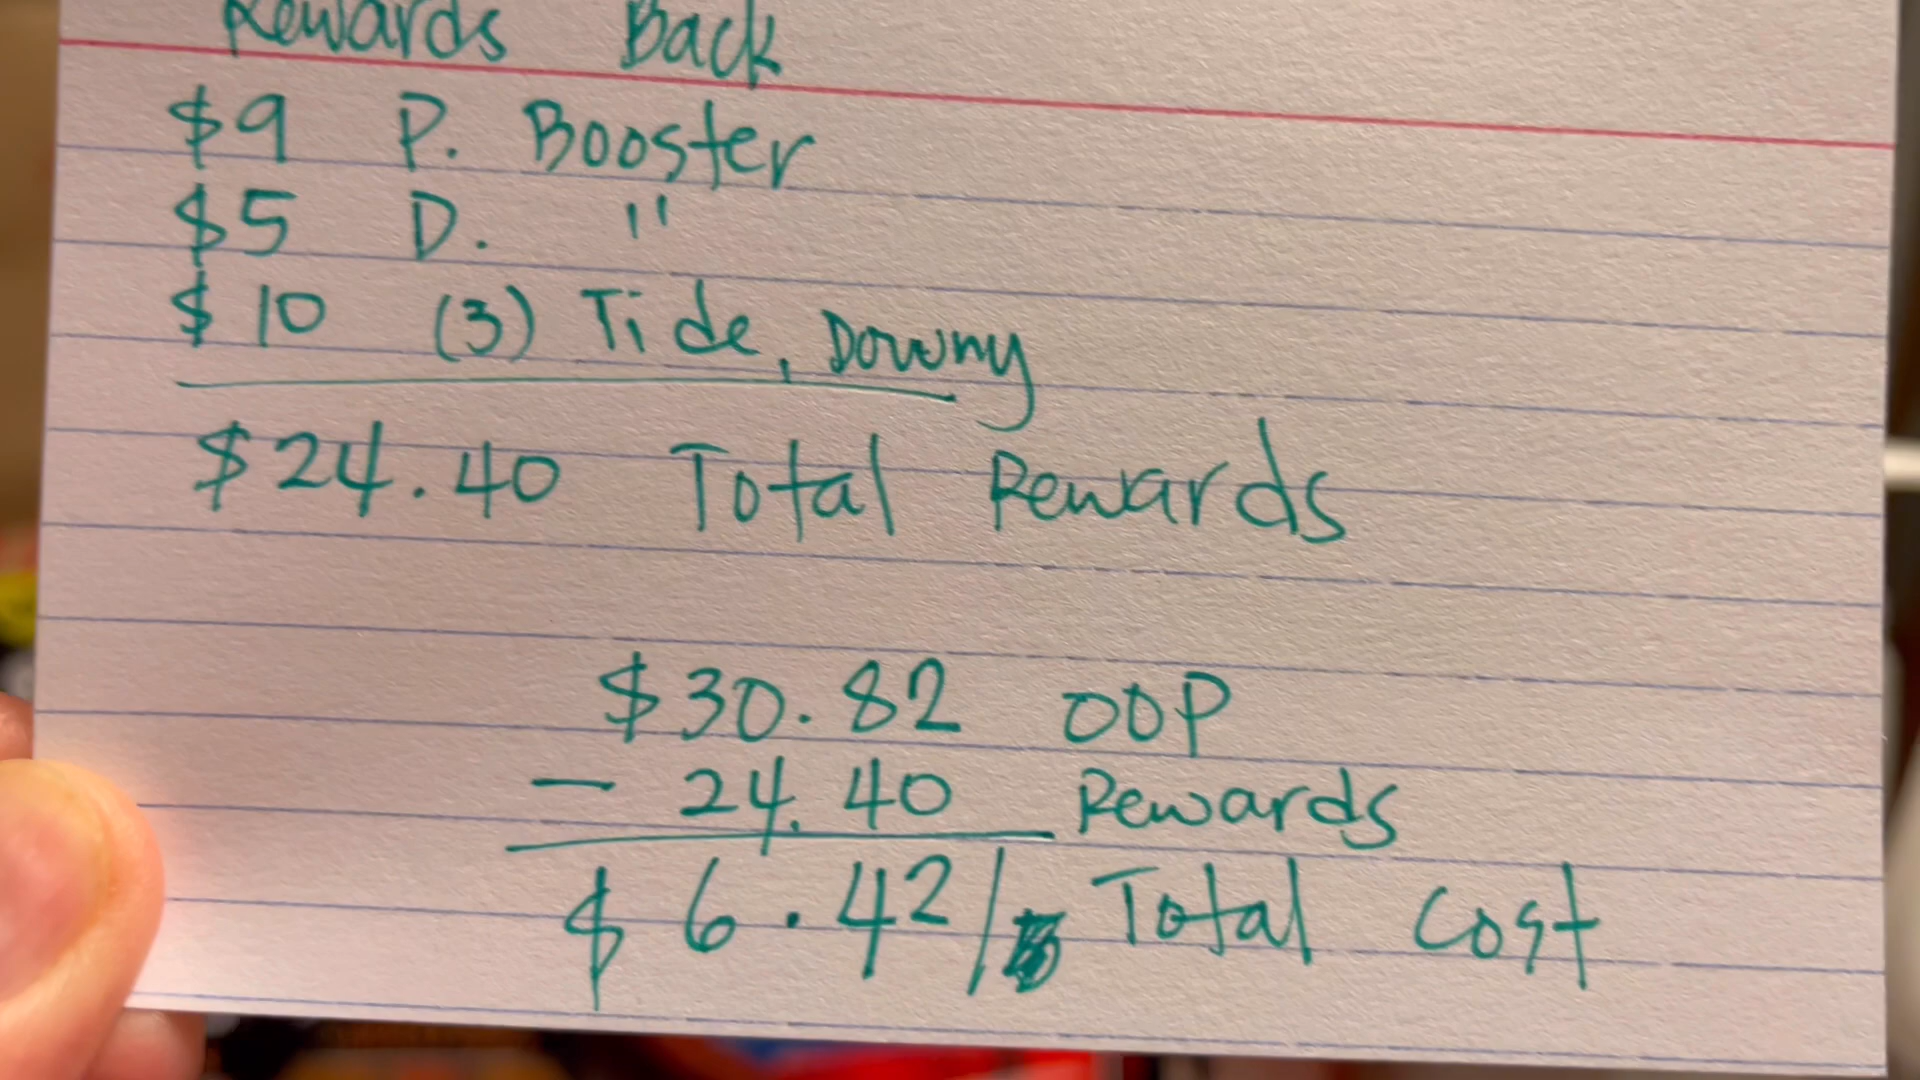 Rewards Back
$9 P. Booster
$5 D. "
$10 (3) Tide, Downy
$24.40 Total Rewards
$30.82 OOP
- 24.40 Rewards
$6.42/ Total Cost